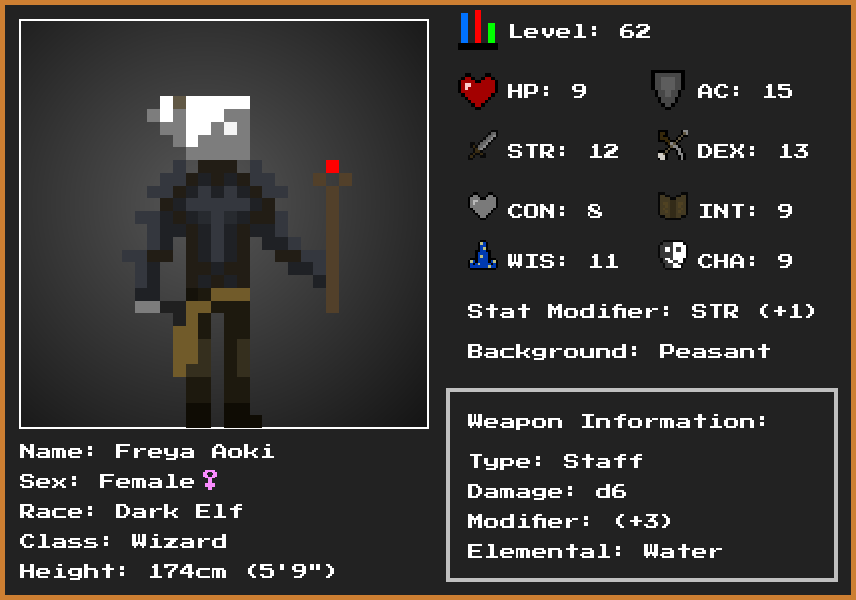 Level: 62
HP: 9 AC: 15
STR: 12 DEX: 13
CON: 8 INT: 9
WIS: 11 CHA: 9
Stat Modifier: STR (+1)
Background: Peasant
Weapon Information:
Type: Staff
Damage: d6
Modifier: (+3)
Elemental: Water
Name: Freya Aoki
Sex: Female♀
Race: Dark Elf
Class: Wizard
Height: 174cm (5'9")